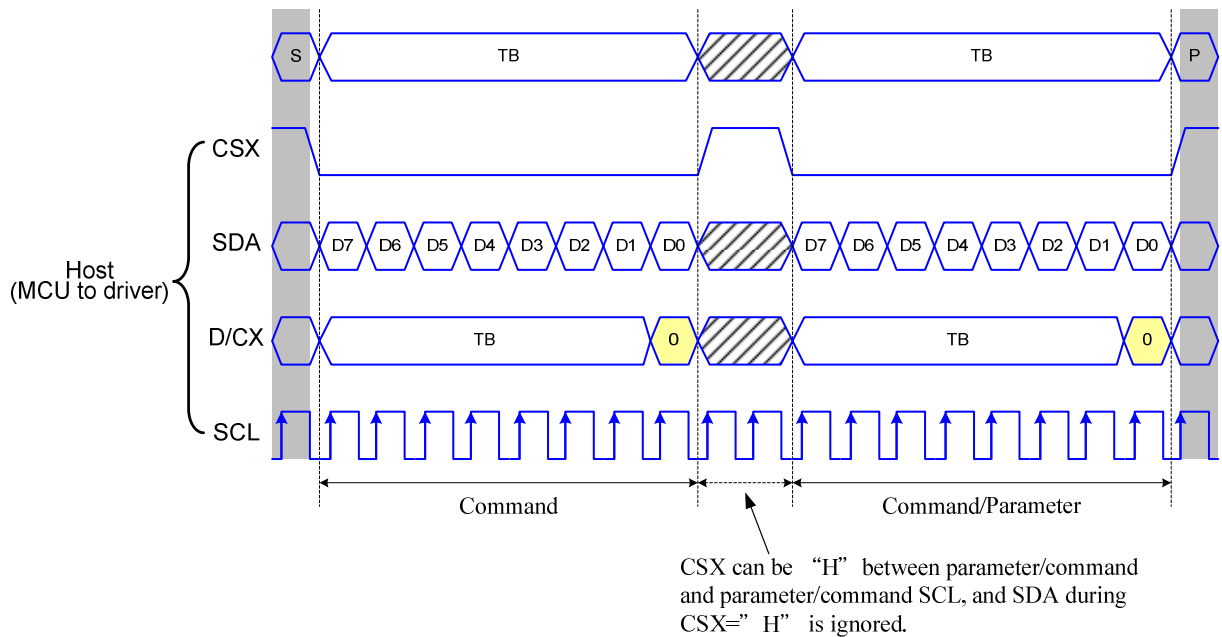 S TB TB P
CSX
SDA D7 D6 D5 D4 D3 D2 D1 D0 D7 D6 D5 D4 D3 D2 D1 D0
Host
(MCU to driver)
D/CX TB 0 TB 0
SCL
Command Command/Parameter
CSX can be “H” between parameter/command
and parameter/command SCL, and SDA during
CSX=”H” is ignored.